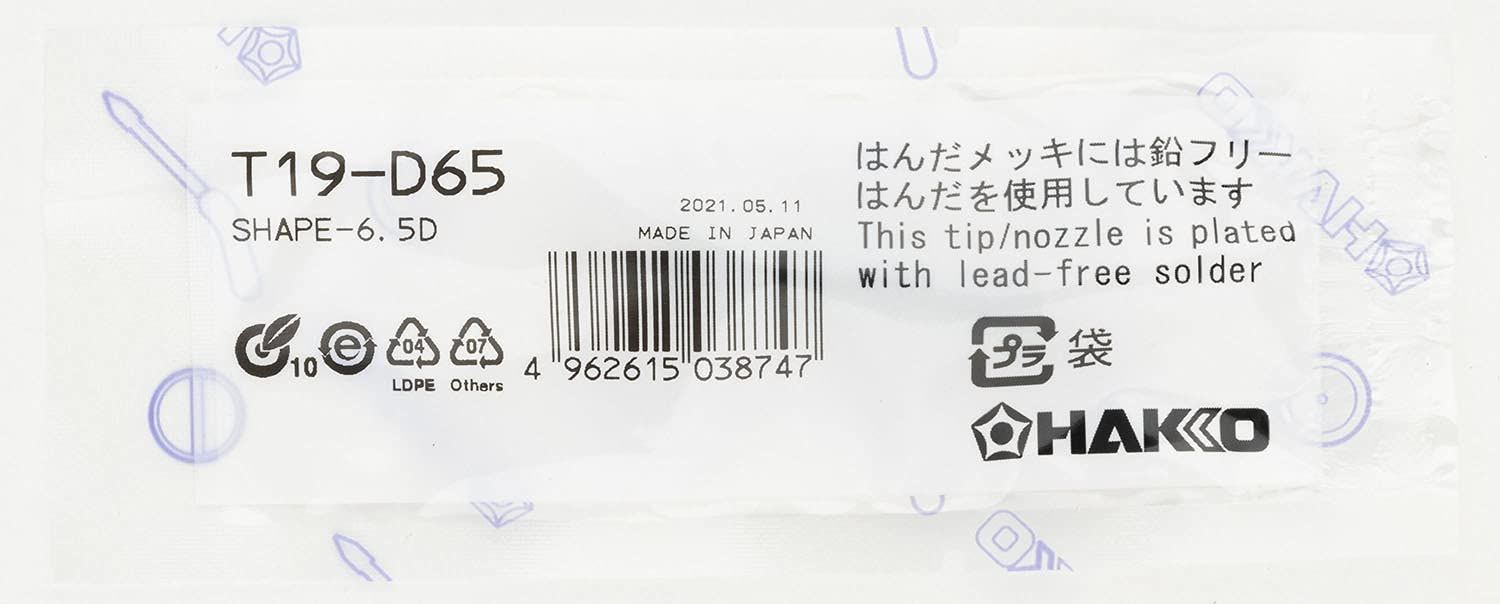 T19-D65
SHAPE-6.5D
2021.05.11
MADE IN JAPAN
4 962615 038747
10
e
04
LDPE
07
Others
はんだメッキには鉛フリー
はんだを使用しています
This tip/nozzle is plated
with lead-free solder
プラ 袋
HAKKO
HAKKO